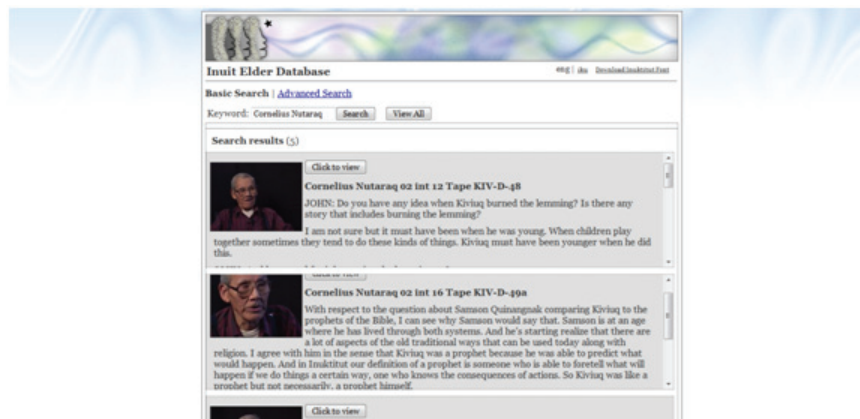 Inuit Elder Database
eng | iku Download Inuktitut Font
Basic Search | Advanced Search
Keyword: Cornelius Nutaraq Search View All
Search results (5)
Click to view
Cornelius Nutaraq 02 int 12 Tape KIV-D-48
JOHN: Do you have any idea when Kiviuq burned the lemming? Is there any
story that includes burning the lemming?
I am not sure but it must have been when he was young. When children play
together sometimes they tend to do these kinds of things. Kiviuq must have been younger when he did
this.
Click to view
Cornelius Nutaraq 02 int 16 Tape KIV-D-49a
With respect to the question about Samson Quinangnak comparing Kiviuq to the
prophets of the Bible, I can see why Samson would say that. Samson is at an age
where he has lived through both systems. And he's starting realize that there are
a lot of aspects of the old traditional ways that can be used today along with
religion. I agree with him in the sense that Kiviuq was a prophet because he was able to predict what
would happen. And in Inuktitut our definition of a prophet is someone who is able to foretell what will
happen if we do things a certain way, one who knows the consequences of actions. So Kiviuq was like a
prophet but not necessarily, a prophet himself.
Click to view